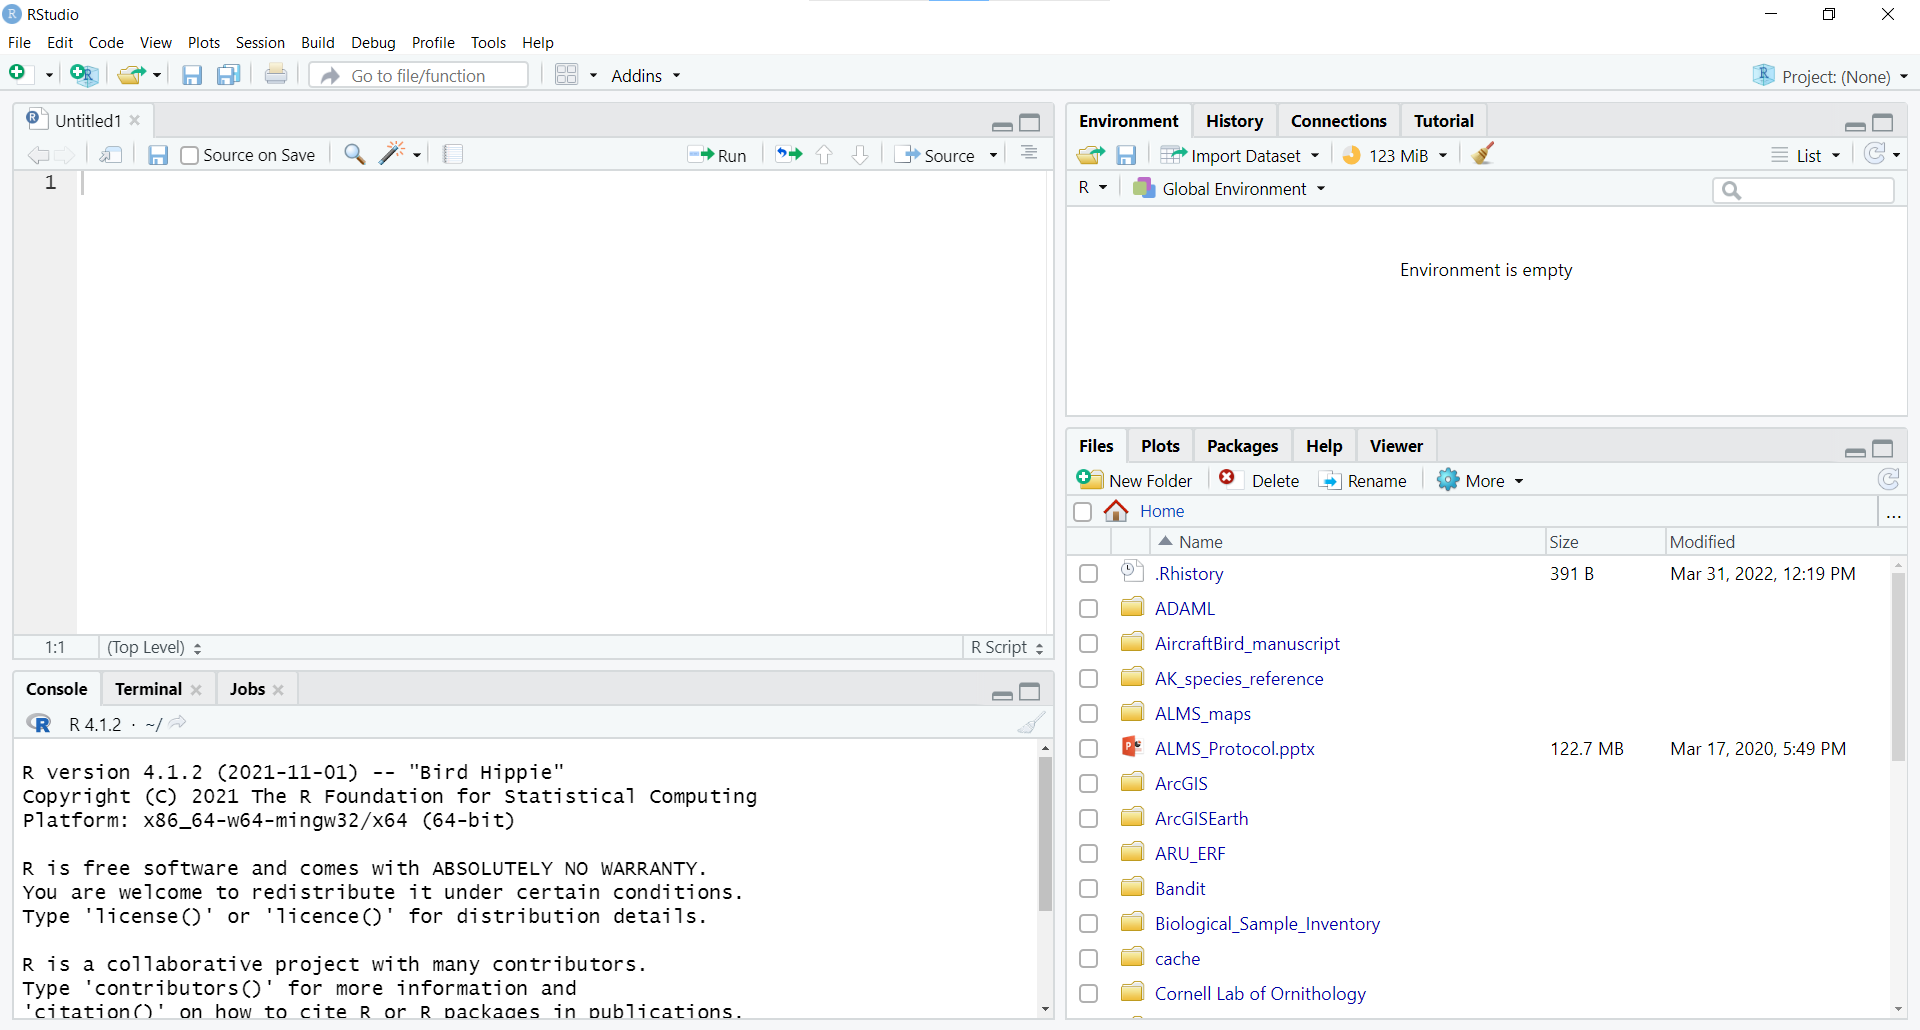 RStudio
File Edit Code View Plots Session Build Debug Profile Tools Help
Go to file/function Addins Project: (None)
Untitled1
Source on Save Run Source
1
1:1 (Top Level) R Script
Console Terminal Jobs
R 4.1.2 · ~/
R version 4.1.2 (2021-11-01) -- "Bird Hippie"
Copyright (C) 2021 The R Foundation for Statistical Computing
Platform: x86_64-w64-mingw32/x64 (64-bit)
R is free software and comes with ABSOLUTELY NO WARRANTY.
You are welcome to redistribute it under certain conditions.
Type 'license()' or 'licence()' for distribution details.
R is a collaborative project with many contributors.
Type 'contributors()' for more information and
'citation()' on how to cite R or R packages in publications.
Environment History Connections Tutorial
Import Dataset 123 MiB List
R Global Environment
Environment is empty
Files Plots Packages Help Viewer
New Folder Delete Rename More
Home ...
Name Size Modified
.Rhistory 391 B Mar 31, 2022, 12:19 PM
ADAML
AircraftBird_manuscript
AK_species_reference
ALMS_maps
ALMS_Protocol.pptx 122.7 MB Mar 17, 2020, 5:49 PM
ArcGIS
ArcGISEarth
ARU_ERF
Bandit
Biological_Sample_Inventory
cache
Cornell Lab of Ornithology